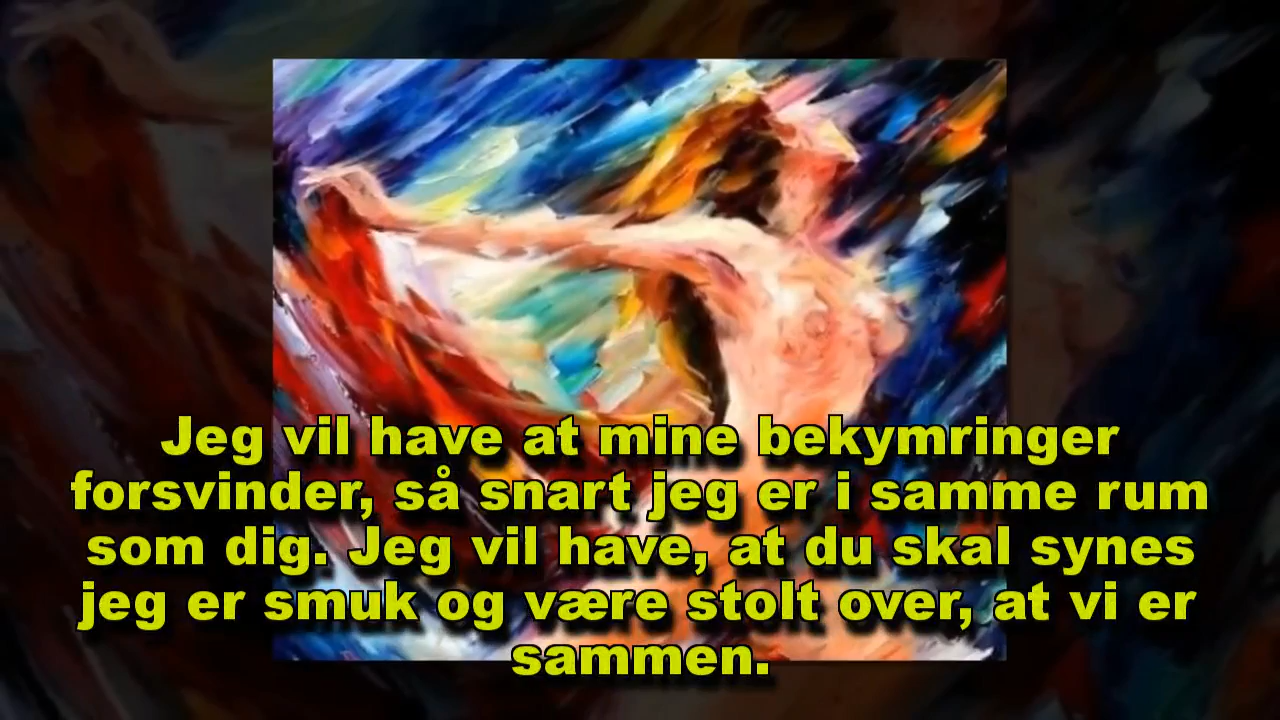 Jeg vil have at mine bekymringer
forsvinder, så snart jeg er i samme rum
som dig. Jeg vil have, at du skal synes
jeg er smuk og være stolt over, at vi er
sammen.